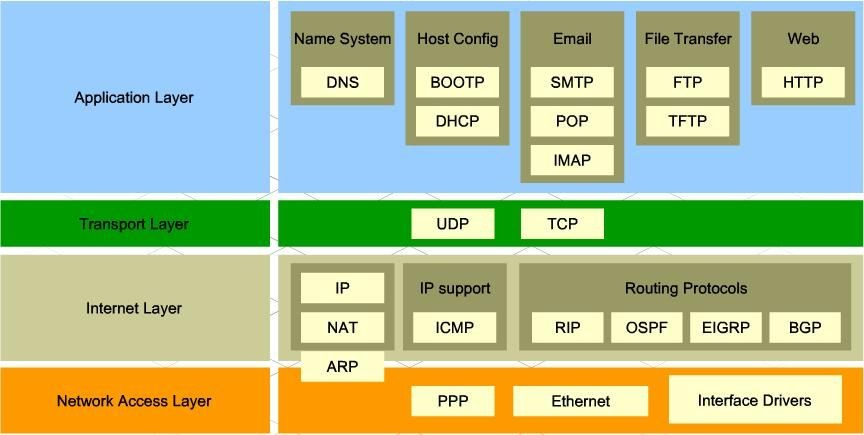 Application Layer
Name System
Host Config
Email
File Transfer
Web
DNS
BOOTP
SMTP
FTP
HTTP
DHCP
POP
TFTP
IMAP
Transport Layer
UDP
TCP
Internet Layer
IP
IP support
Routing Protocols
NAT
ICMP
RIP
OSPF
EIGRP
BGP
ARP
Network Access Layer
PPP
Ethernet
Interface Drivers